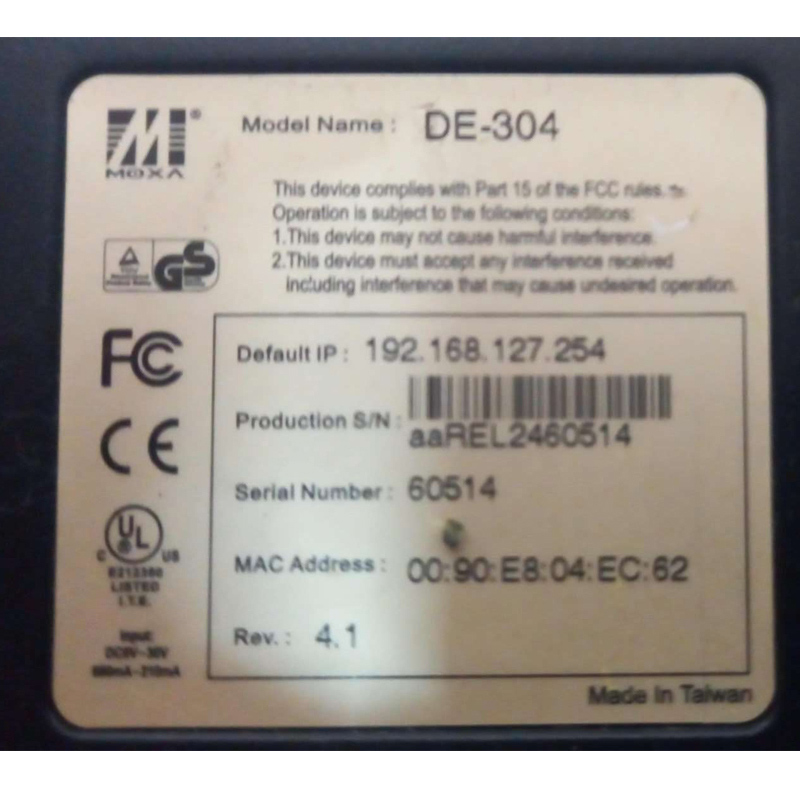 MOXA ®
Model Name : DE-304
This device complies with Part 15 of the FCC rules.
Operation is subject to the following conditions:
1.This device may not cause harmful interference.
2.This device must accept any interference received
including interference that may cause undesired operation.
GS
FC
CE
UL
C US
LISTED
I.T.E.
Input:
Default IP : 192.168.127.254
Production S/N :
aaREL2460514
Serial Number : 60514
MAC Address : 00:90:E8:04:EC:62
Rev. : 4.1
Made In Taiwan